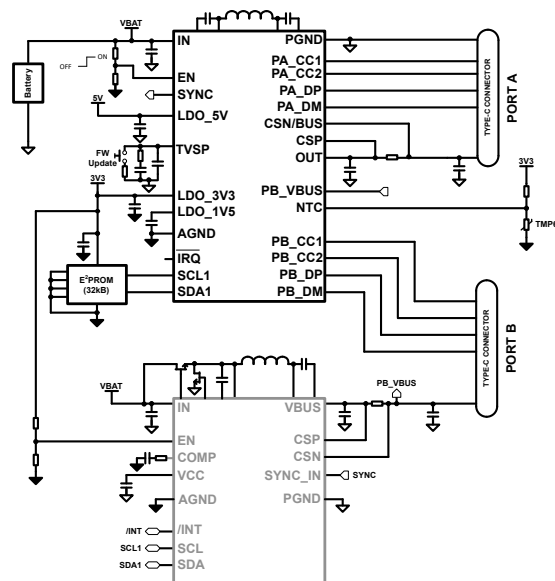 VBAT
IN
PGND
OFF
ON
PA_CC1
PA_CC2
Battery
EN
SYNC
PA_DP
PA_DM
5V
LDO_5V
CSN/BUS
CSP
TVSP
OUT
FW
Update
TYPE-C CONNECTOR
PORT A
3V3
PB_VBUS
3V3
LDO_3V3
NTC
LDO_1V5
AGND
PB_CC1
IRQ
PB_CC2
E²PROM
(32kB)
SCL1
PB_DP
SDA1
PB_DM
TYPE-C CONNECTOR
PORT B
VBAT
PB_VBUS
IN
VBUS
EN
CSP
COMP
CSN
VCC
SYNC_IN
SYNC
AGND
PGND
/INT
/INT
SCL1
SCL
SDA1
SDA